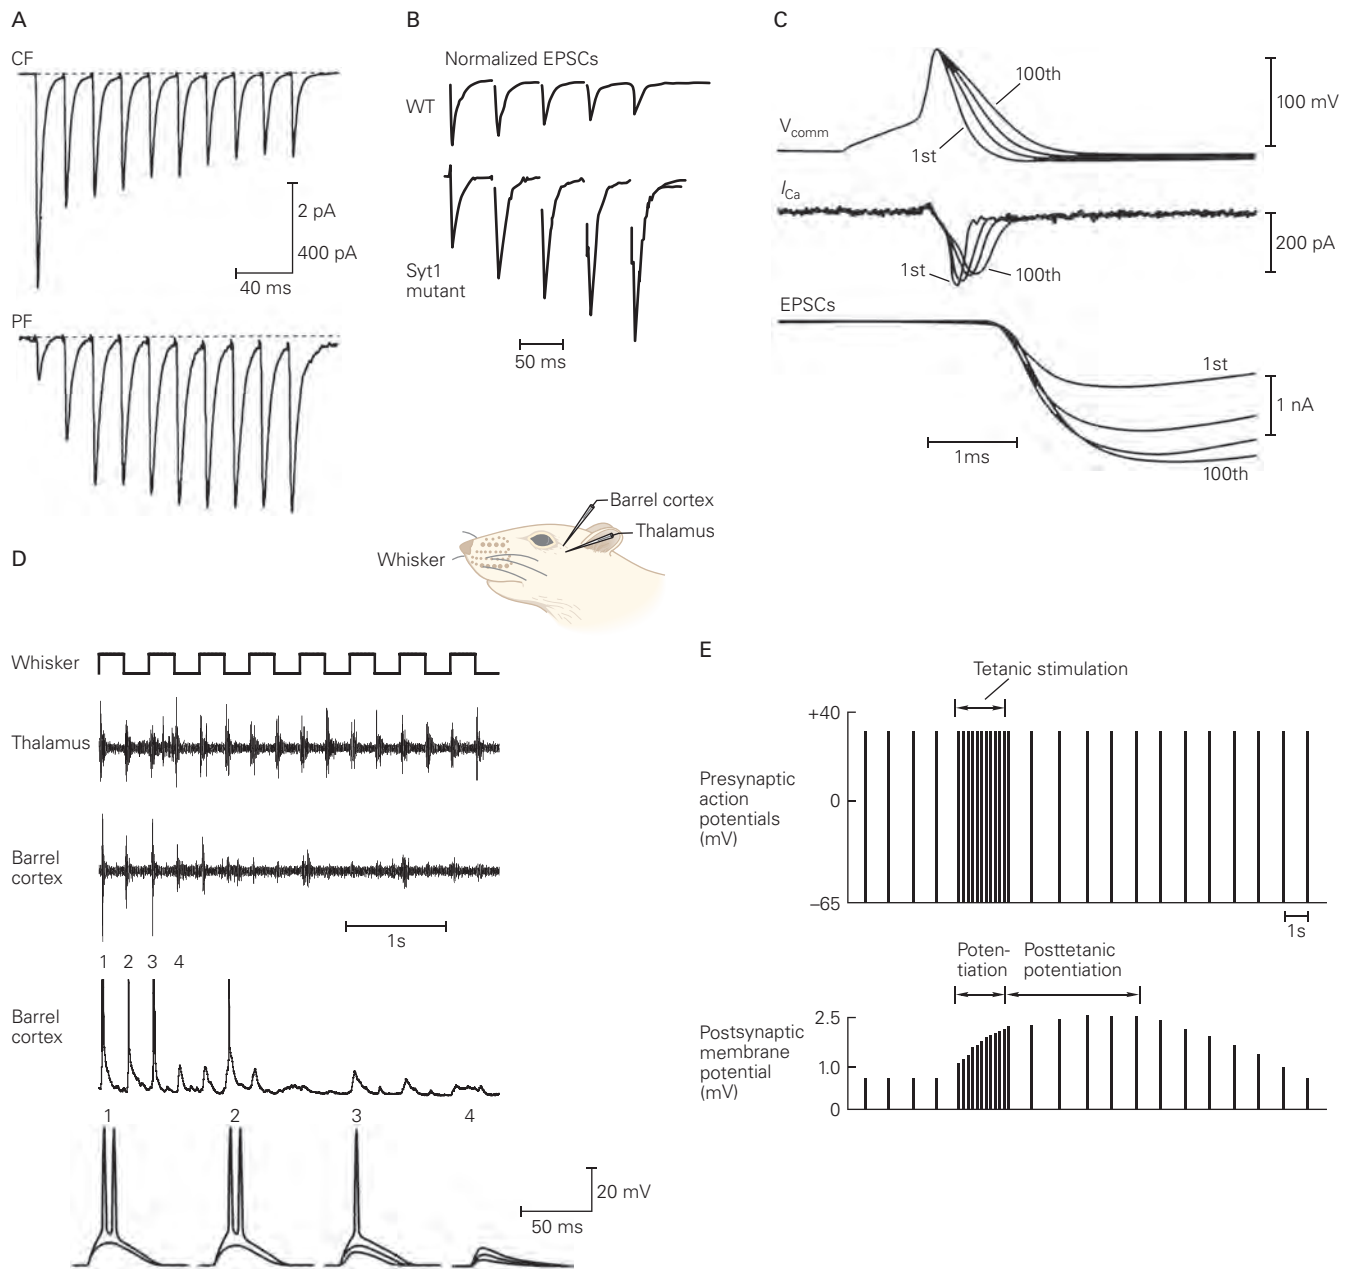 A
CF
2 pA
400 pA
40 ms
PF
B
Normalized EPSCs
WT
Syt1
mutant
50 ms
C
100th
100 mV
V comm
1st
I Ca
200 pA
1st
100th
EPSCs
1st
1 nA
1ms
100th
D
Barrel cortex
Thalamus
Whisker
Whisker
Thalamus
Barrel
cortex
1s
1 2 3 4
Barrel
cortex
1 2 3 4
20 mV
50 ms
E
Tetanic stimulation
+40
Presynaptic
action
potentials
(mV)
0
–65
1s
Poten-
tiation
Posttetanic
potentiation
Postsynaptic
membrane
potential
(mV)
2.5
1.0
0